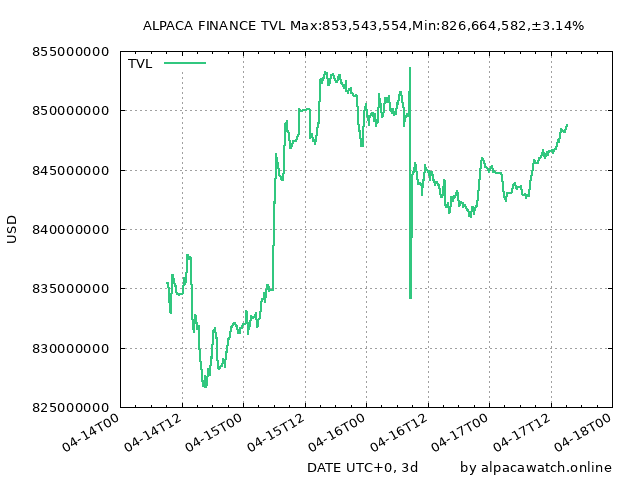 ALPACA FINANCE TVL Max:853,543,554,Min:826,664,582,±3.14%
TVL
855000000
850000000
845000000
840000000
835000000
830000000
825000000
USD
04-14T00
04-14T12
04-15T00
04-15T12
04-16T00
04-16T12
04-17T00
04-17T12
04-18T00
DATE UTC+0, 3d
by alpacawatch.online